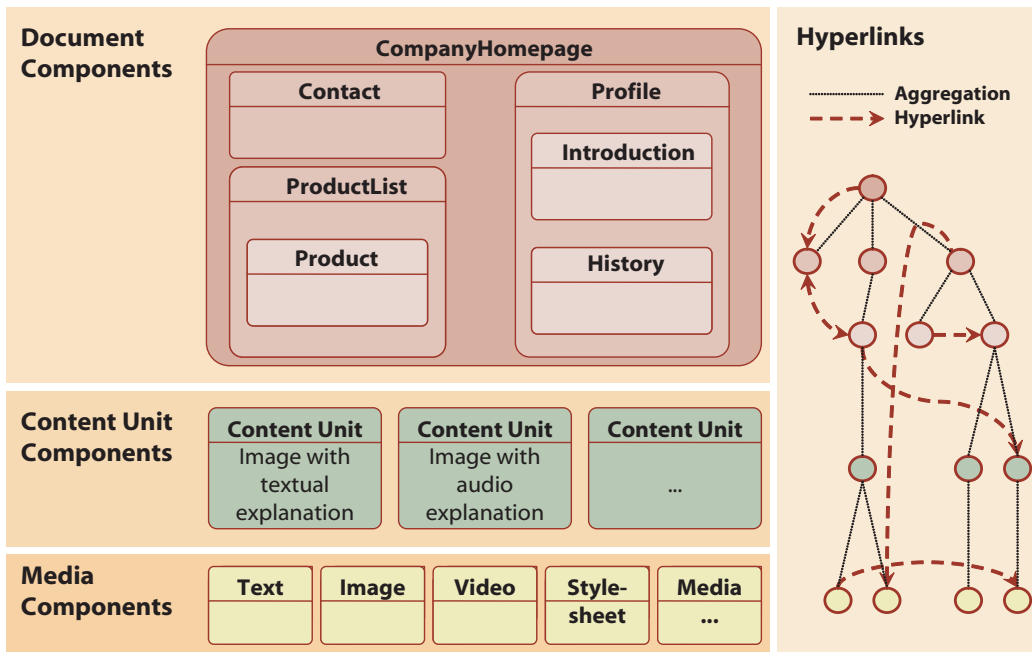 Document
Components
CompanyHomepage
Contact
Profile
Introduction
ProductList
Product
History
Content Unit
Components
Content Unit
Image with
textual
explanation
Content Unit
Image with
audio
explanation
Content Unit
...
Media
Components
Text
Image
Video
Style-
sheet
Media
...
Hyperlinks
Aggregation
Hyperlink